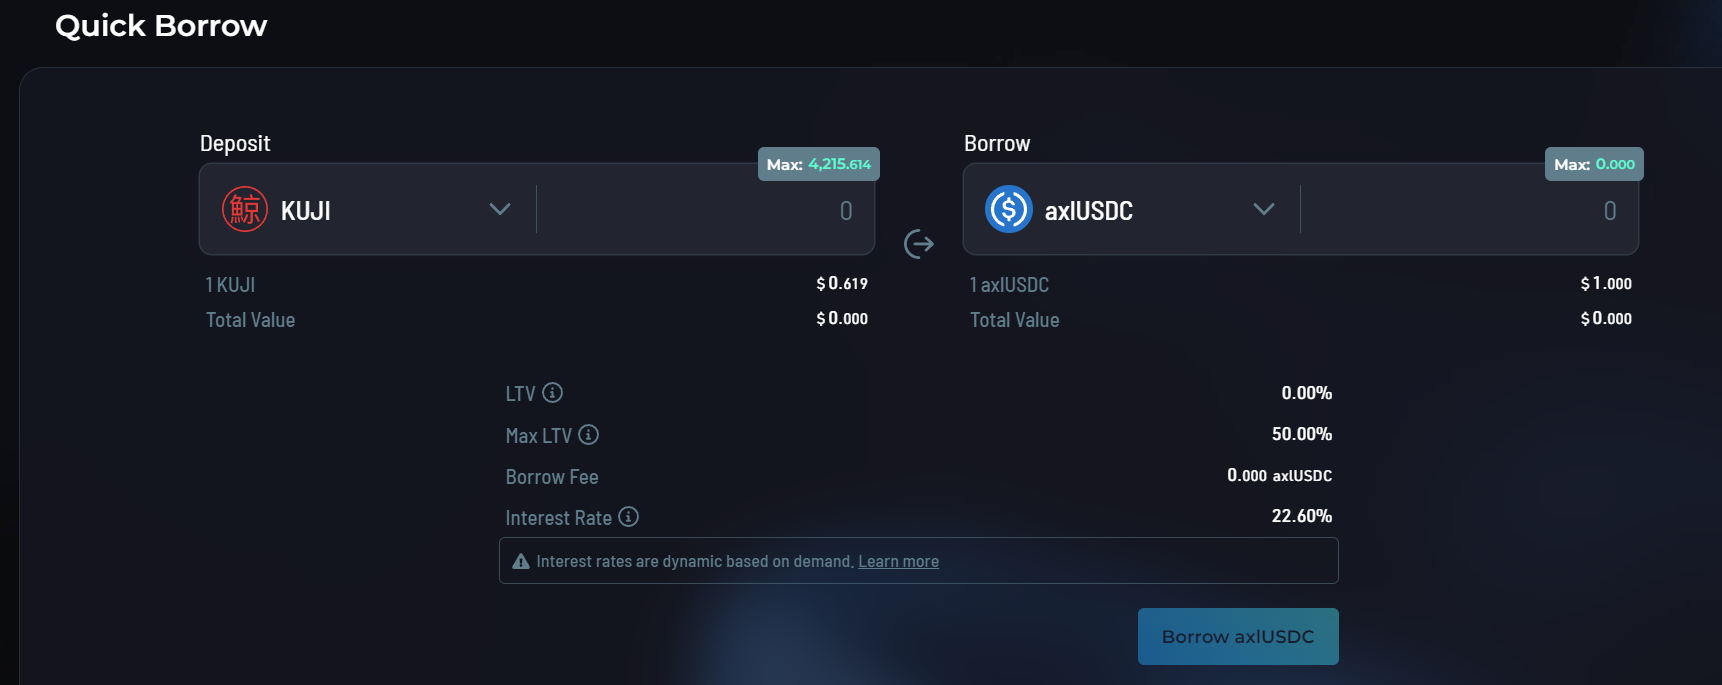 Quick Borrow
Deposit
Max: 4,215.614
鯨 KUJI
0
1 KUJI $ 0.619
Total Value $ 0.000
Borrow
Max: 0.000
axlUSDC
0
1 axlUSDC $ 1.000
Total Value $ 0.000
LTV 0.00%
Max LTV 50.00%
Borrow Fee 0.000 axlUSDC
Interest Rate 22.60%
Interest rates are dynamic based on demand. Learn more
Borrow axlUSDC